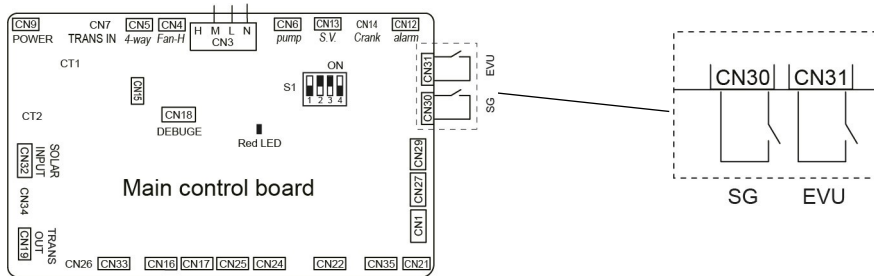 CN9 CN7 CN5 CN4 H M L N CN6 CN13 CN14 CN12
POWER TRANS IN 4-way Fan-H CN3 pump S.V. Crank alarm
CT1
CN15
CN18
DEBUGE
Red LED
ON
S1
1 2 3 4
CN31 EVU
CN30 SG
CT2
SOLAR
INPUT
CN32
CN34
TRANS
OUT
CN19
Main control board
CN29
CN27
CN1
CN26 CN33 CN16 CN17 CN25 CN24 CN22 CN35 CN21
CN30 CN31
SG EVU